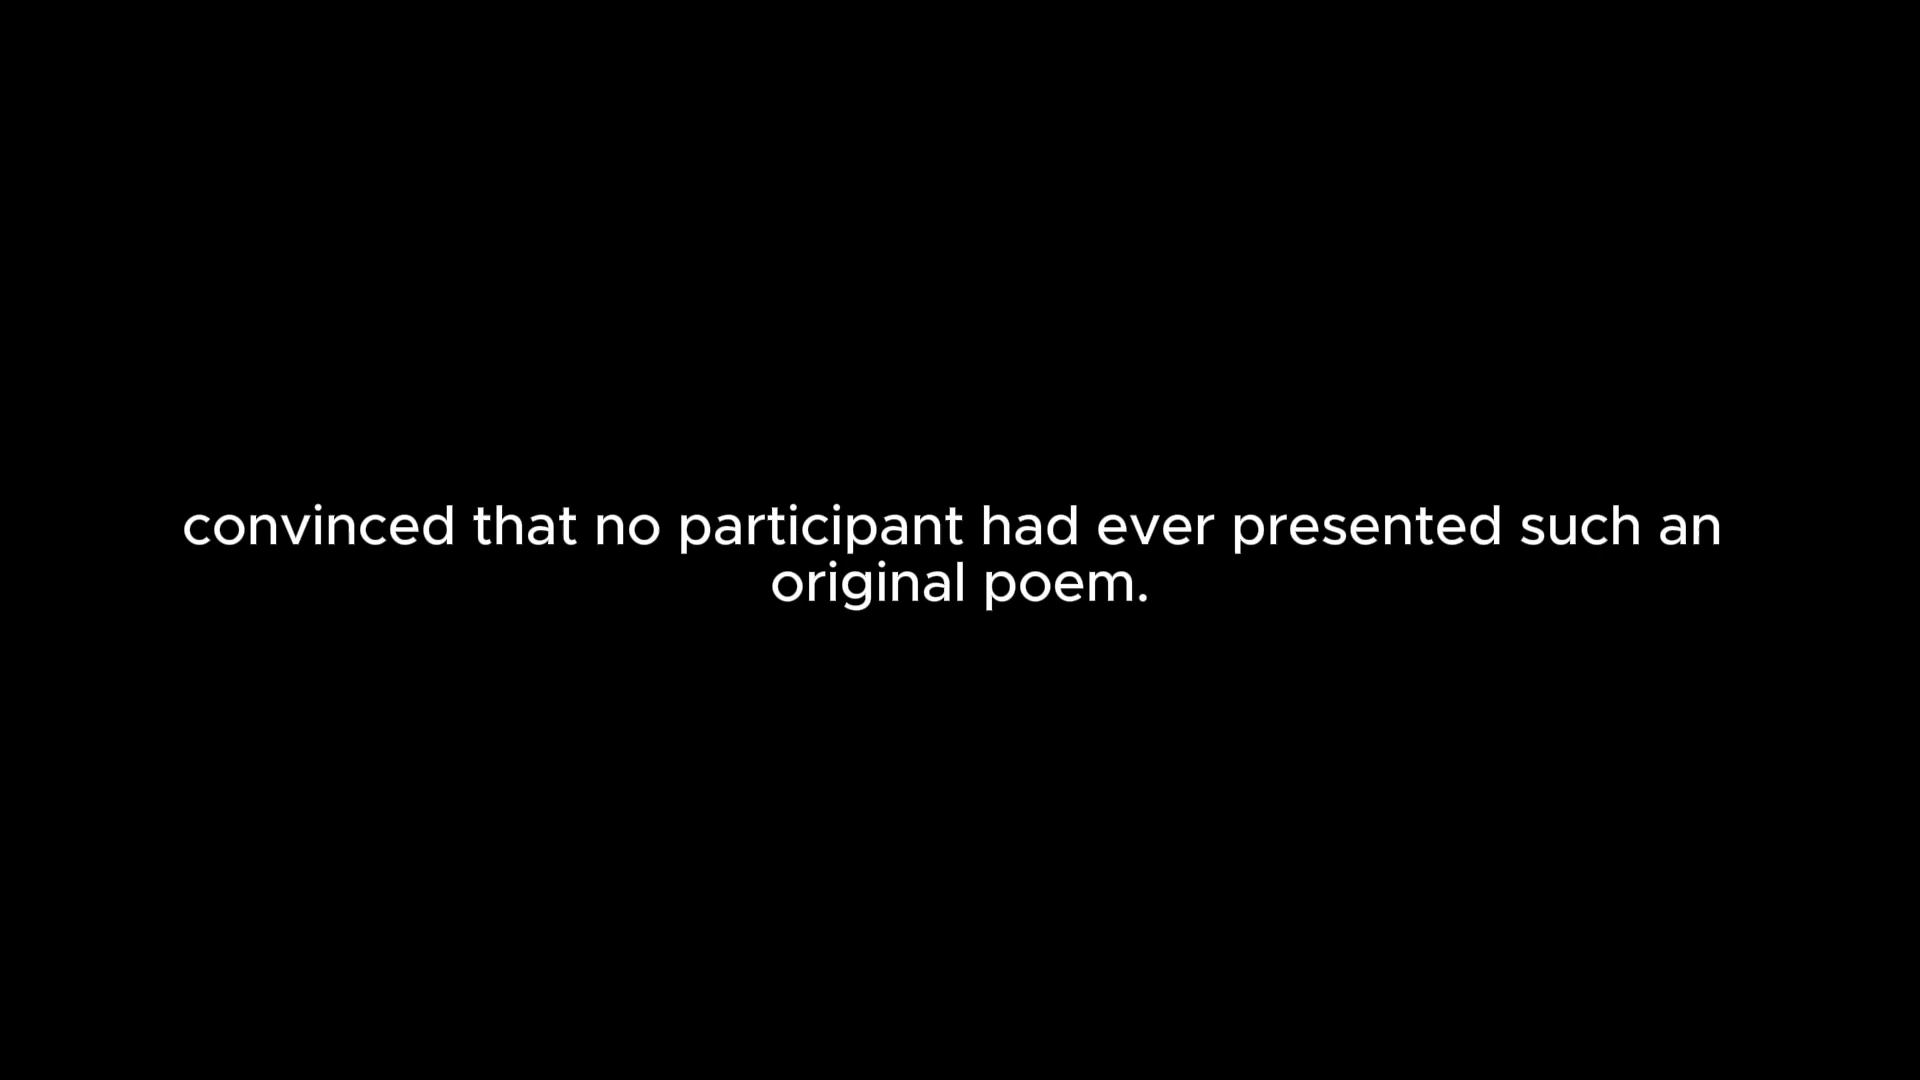 convinced that no participant had ever presented such an
original poem.